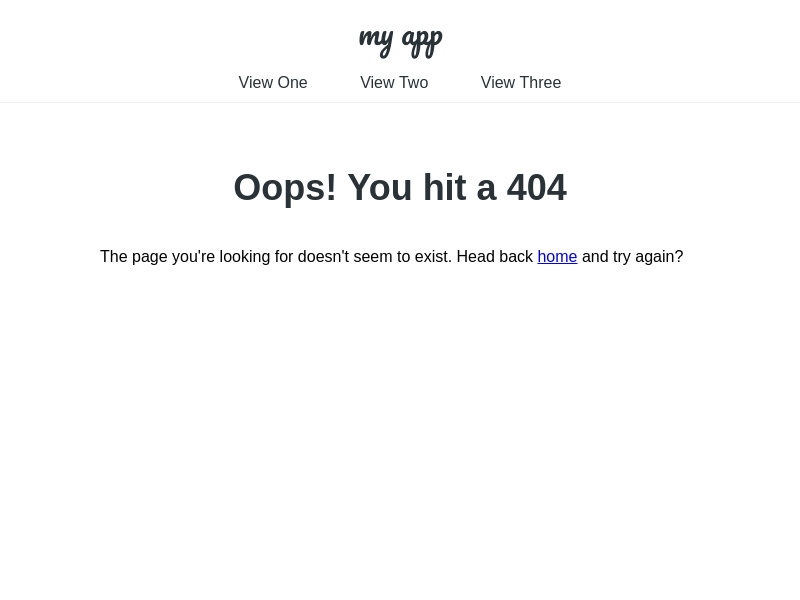 my app
View One View Two View Three
Oops! You hit a 404
The page you're looking for doesn't seem to exist. Head back home and try again?